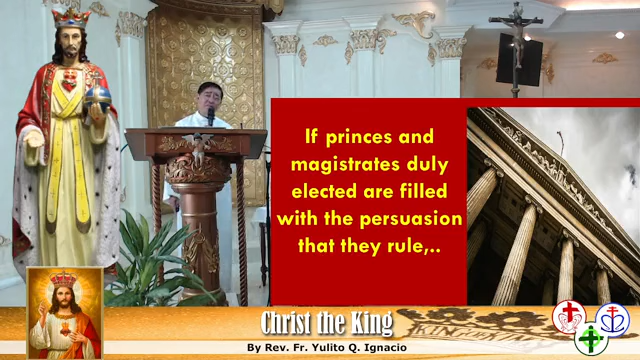 If princes and
magistrates duly
elected are filled
with the persuasion
that they rule,..
Christ the King
By Rev. Fr. Yulito Q. Ignacio